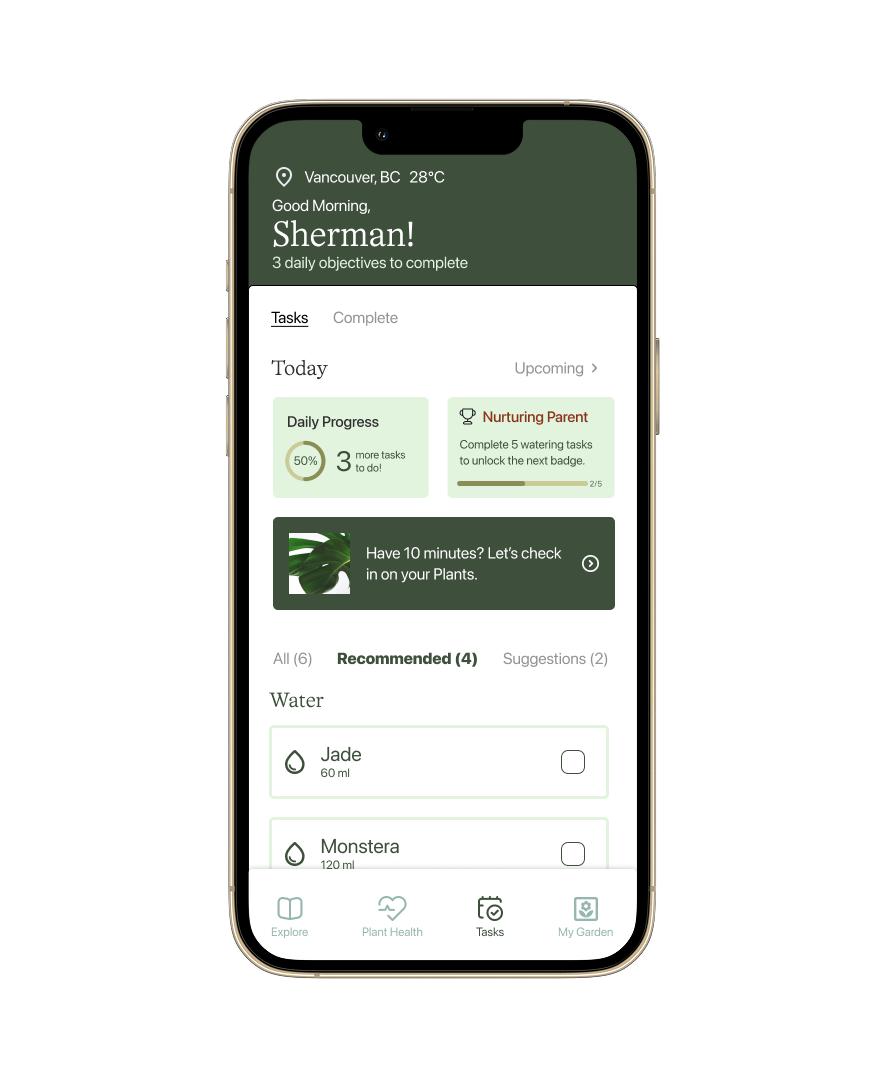 Vancouver, BC 28°C
Good Morning,
Sherman!
3 daily objectives to complete
Tasks Complete
Today Upcoming
Daily Progress
50% 3 more tasks
to do!
Nurturing Parent
Complete 5 watering tasks
to unlock the next badge.
2/5
Have 10 minutes? Let's check
in on your Plants.
All (6) Recommended (4) Suggestions (2)
Water
Jade
60 ml
Monstera
120 ml
Explore Plant Health Tasks My Garden